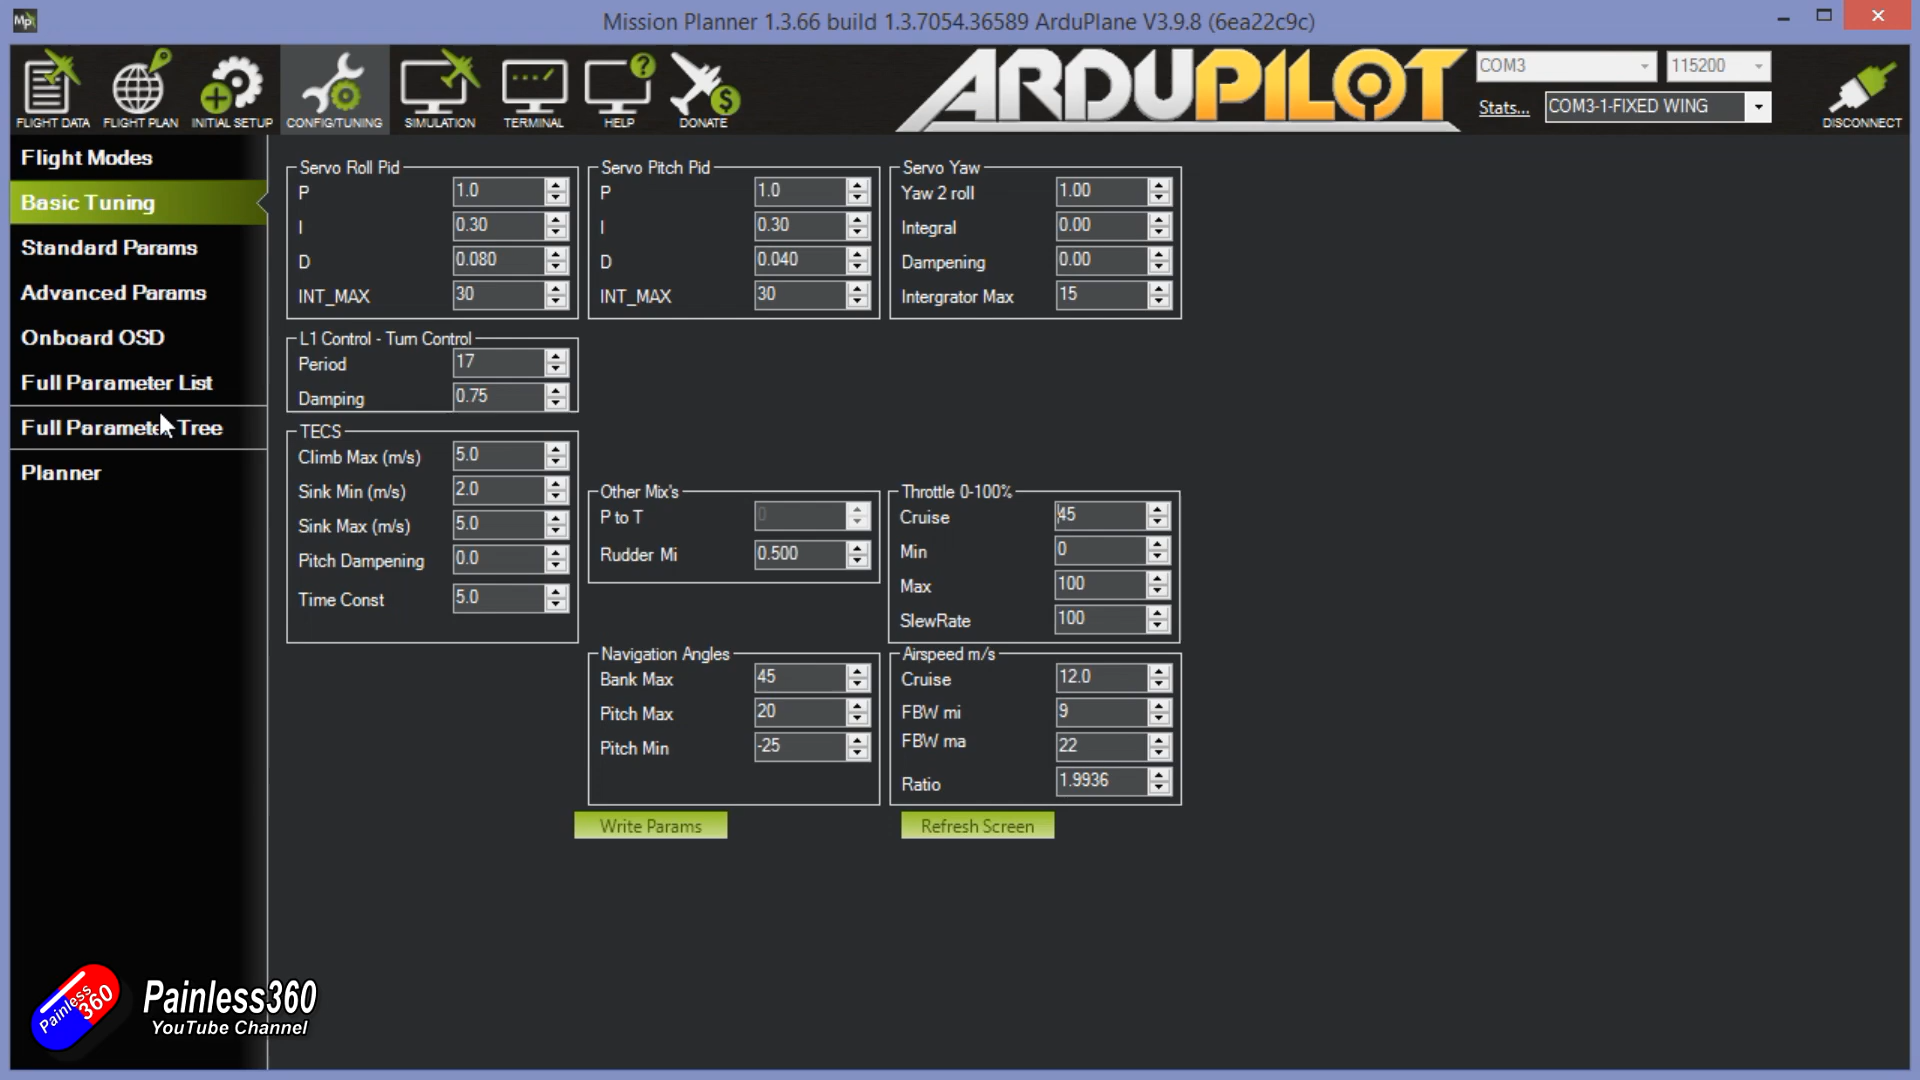 Mp
Mission Planner 1.3.66 build 1.3.7054.36589 ArduPlane V3.9.8 (6ea22c9c)
FLIGHT DATA
FLIGHT PLAN
INITIAL SETUP
CONFIG/TUNING
SIMULATION
TERMINAL
HELP
DONATE
ARDUPILOT
COM3
115200
Stats...
COM3-1-FIXED WING
DISCONNECT
Flight Modes
Basic Tuning
Standard Params
Advanced Params
Onboard OSD
Full Parameter List
Full Parameter Tree
Planner
Servo Roll Pid
P 1.0
I 0.30
D 0.080
INT_MAX 30
Servo Pitch Pid
P 1.0
I 0.30
D 0.040
INT_MAX 30
Servo Yaw
Yaw 2 roll 1.00
Integral 0.00
Dampening 0.00
Intergrator Max 15
L1 Control - Turn Control
Period 17
Damping 0.75
TECS
Climb Max (m/s) 5.0
Sink Min (m/s) 2.0
Sink Max (m/s) 5.0
Pitch Dampening 0.0
Time Const 5.0
Other Mix's
P to T 0
Rudder Mi 0.500
Throttle 0-100%
Cruise 45
Min 0
Max 100
SlewRate 100
Navigation Angles
Bank Max 45
Pitch Max 20
Pitch Min -25
Airspeed m/s
Cruise 12.0
FBW mi 9
FBW ma 22
Ratio 1.9936
Write Params
Refresh Screen
Painless 360
Painless360
YouTube Channel